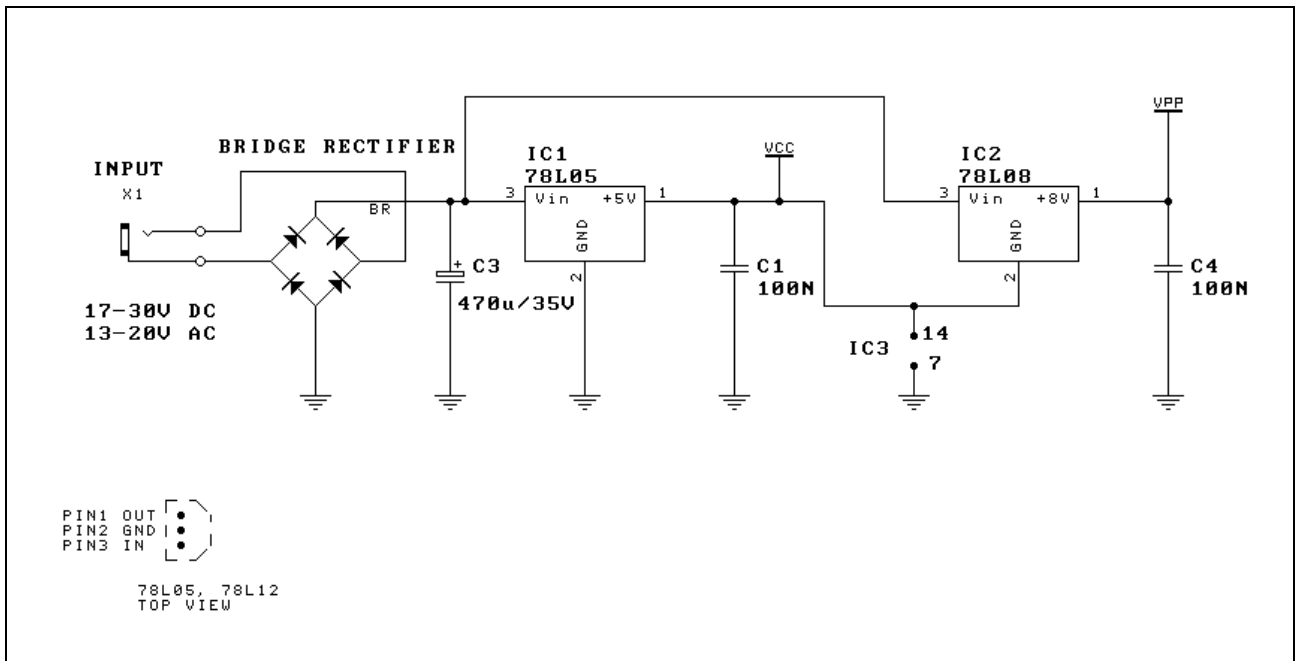 VPP
BRIDGE RECTIFIER
INPUT
X1
BR
IC1
78L05
3
Vin
+5V
1
GND
2
VCC
IC2
78L08
3
Vin
+8V
1
GND
2
+
C3
470u/35V
C1
100N
C4
100N
17-30V DC
13-20V AC
IC3
14
7
PIN1 OUT
PIN2 GND
PIN3 IN
78L05, 78L12
TOP VIEW